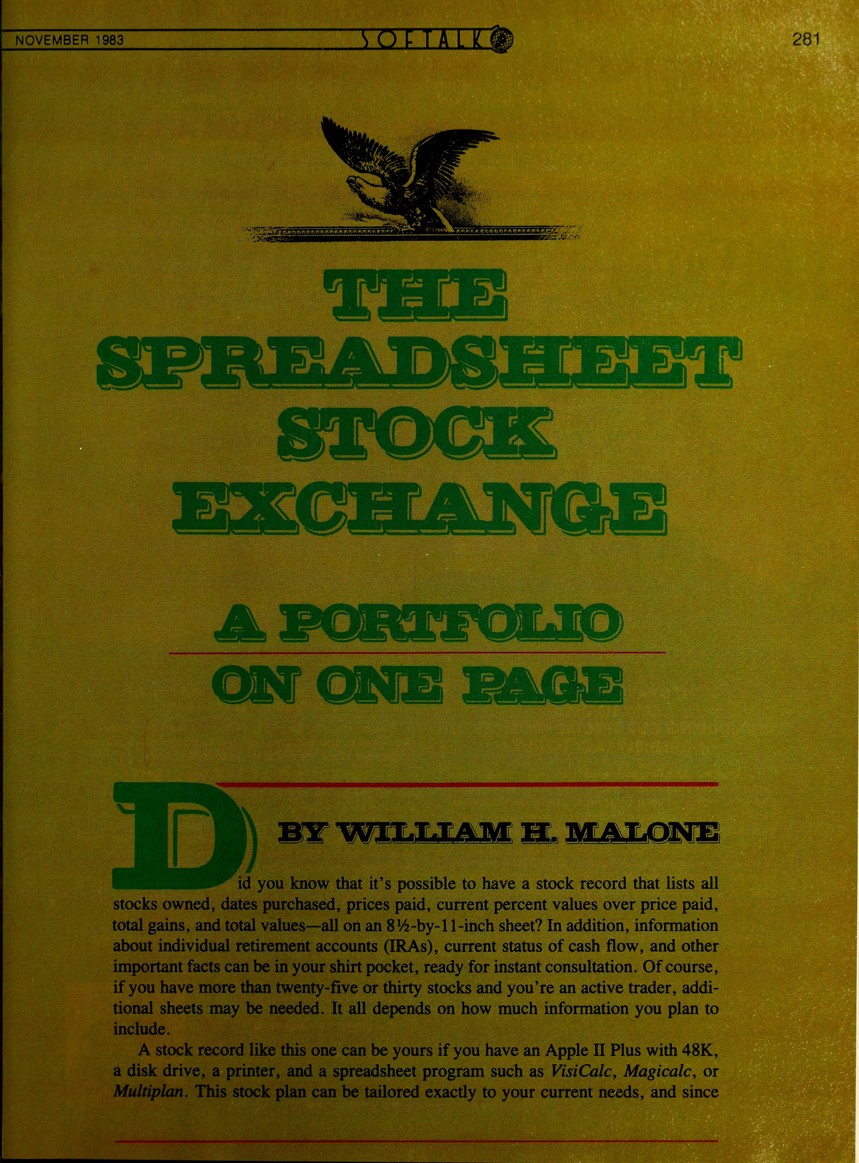 NOVEMBER 1983
SOFTALK
281
THE
SPREADSHEET
STOCK
EXCHANGE
A PORTFOLIO
ON ONE PAGE
BY WILLIAM H. MALONE
Did you know that it's possible to have a stock record that lists all
stocks owned, dates purchased, prices paid, current percent values over price paid,
total gains, and total values—all on an 8½-by-11-inch sheet? In addition, information
about individual retirement accounts (IRAs), current status of cash flow, and other
important facts can be in your shirt pocket, ready for instant consultation. Of course,
if you have more than twenty-five or thirty stocks and you're an active trader, addi-
tional sheets may be needed. It all depends on how much information you plan to
include.
A stock record like this one can be yours if you have an Apple II Plus with 48K,
a disk drive, a printer, and a spreadsheet program such as VisiCalc, Magicalc, or
Multiplan. This stock plan can be tailored exactly to your current needs, and since